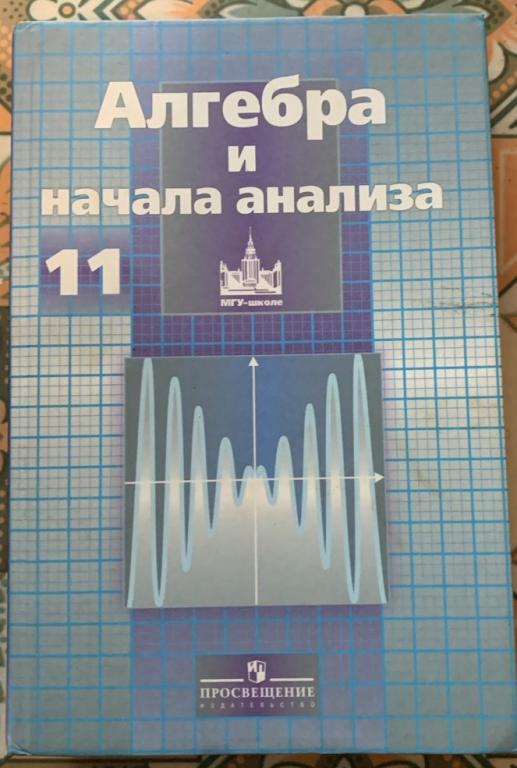 Алгебра
и
начала анализа
11
МГУ-школе
ПРОСВЕЩЕНИЕ
ИЗДАТЕЛЬСТВО